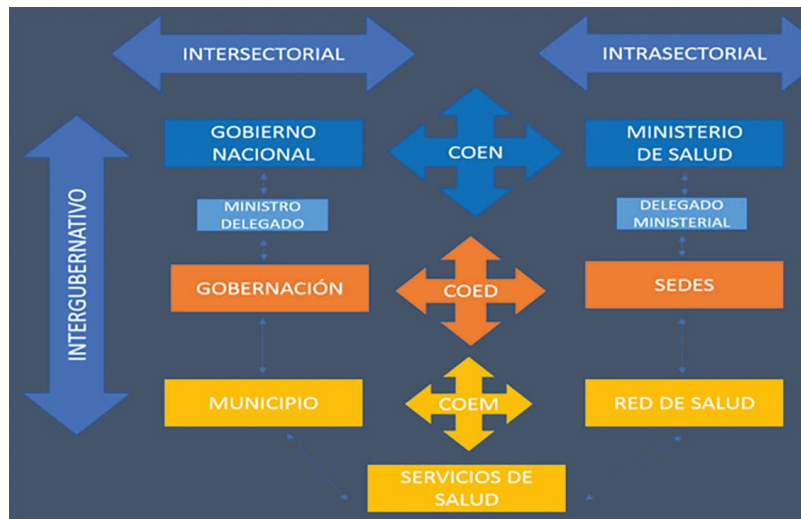 INTERSECTORIAL
INTRASECTORIAL
INTERGUBERNATIVO
GOBIERNO
NACIONAL
COEN
MINISTERIO
DE SALUD
MINISTRO
DELEGADO
DELEGADO
MINISTERIAL
GOBERNACIÓN
COED
SEDES
MUNICIPIO
COEM
RED DE SALUD
SERVICIOS DE
SALUD